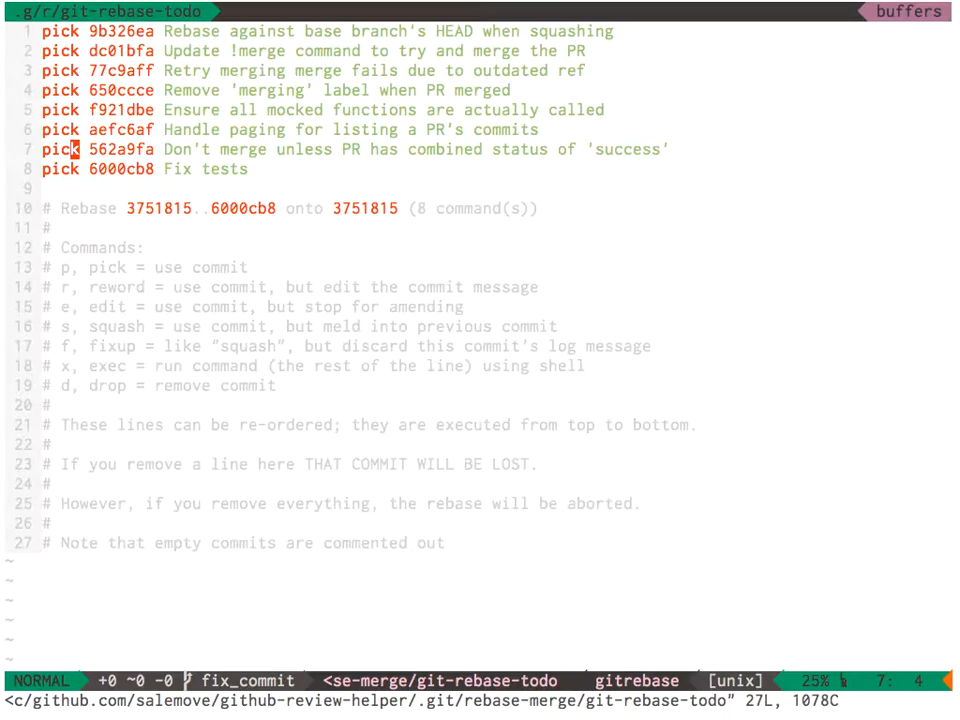 .g/r/git-rebase-todo buffers
1 pick 9b326ea Rebase against base branch's HEAD when squashing
2 pick dc01bfa Update !merge command to try and merge the PR
3 pick 77c9aff Retry merging merge fails due to outdated ref
4 pick 650ccce Remove 'merging' label when PR merged
5 pick f921dbe Ensure all mocked functions are actually called
6 pick aefc6af Handle paging for listing a PR's commits
7 pick 562a9fa Don't merge unless PR has combined status of 'success'
8 pick 6000cb8 Fix tests
9
10 # Rebase 3751815..6000cb8 onto 3751815 (8 command(s))
11 #
12 # Commands:
13 # p, pick = use commit
14 # r, reword = use commit, but edit the commit message
15 # e, edit = use commit, but stop for amending
16 # s, squash = use commit, but meld into previous commit
17 # f, fixup = like "squash", but discard this commit's log message
18 # x, exec = run command (the rest of the line) using shell
19 # d, drop = remove commit
20 #
21 # These lines can be re-ordered; they are executed from top to bottom.
22 #
23 # If you remove a line here THAT COMMIT WILL BE LOST.
24 #
25 # However, if you remove everything, the rebase will be aborted.
26 #
27 # Note that empty commits are commented out
~
~
~
~
~
~
NORMAL +0 ~0 -0 fix_commit <se-merge/git-rebase-todo gitrebase [unix] 25% 7: 4
<c/github.com/salemove/github-review-helper/.git/rebase-merge/git-rebase-todo" 27L, 1078C